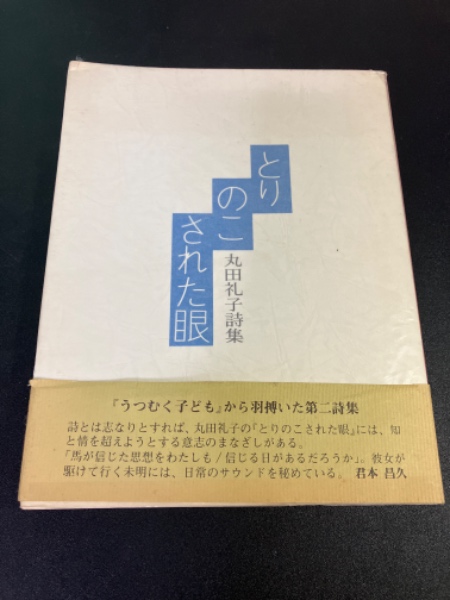 とり
のこ
された眼
丸田礼子詩集
『うつむく子ども』から羽搏いた第二詩集
詩とは志なりとすれば、丸田礼子の『とりのこされた眼』には、知
と情を超えようとする意志のまなざしがある。
「馬が信じた思想をわたしも/信じる日があるだろうか」。彼女が
駆けて行く未明には、日常のサウンドを秘めている。 君本 昌久